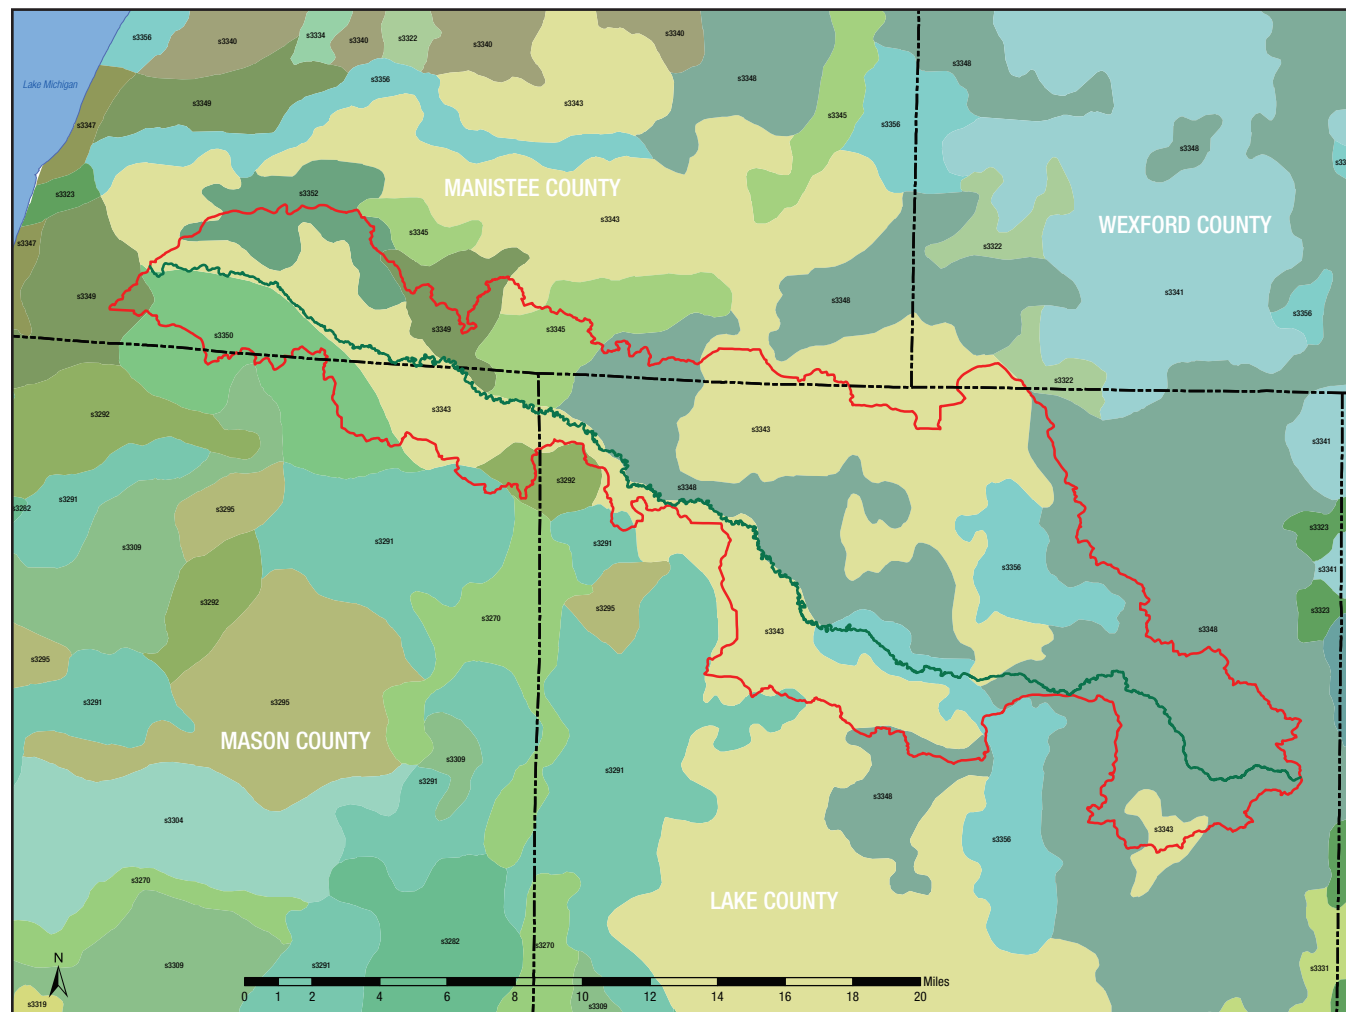 s3356
s3340
s3334
s3340
s3322
s3340
s3340
s3348
s3348
Lake Michigan
s3356
s3349
s3343
s3345
s3356
s3347
s3348
s33
s3323
s3352
MANISTEE COUNTY
s3343
WEXFORD COUNTY
s3345
s3347
s3322
s3349
s3348
s3341
s3356
s3350
s3349
s3345
s3322
s3292
s3343
s3343
s3341
s3292
s3348
s3291
s3282
s3295
s3323
s3309
s3291
s3291
s3356
s3341
s3292
s3295
s3270
s3323
s3343
s3348
s3295
s3291
s3295
MASON COUNTY
s3309
s3291
s3291
s3348
s3304
s3343
s3356
s3270
LAKE COUNTY
s3282
s3270
N
s3309
s3291
s3331
Miles
0 1 2 4 6 8 10 12 14 16 18 20
s3319
s3309